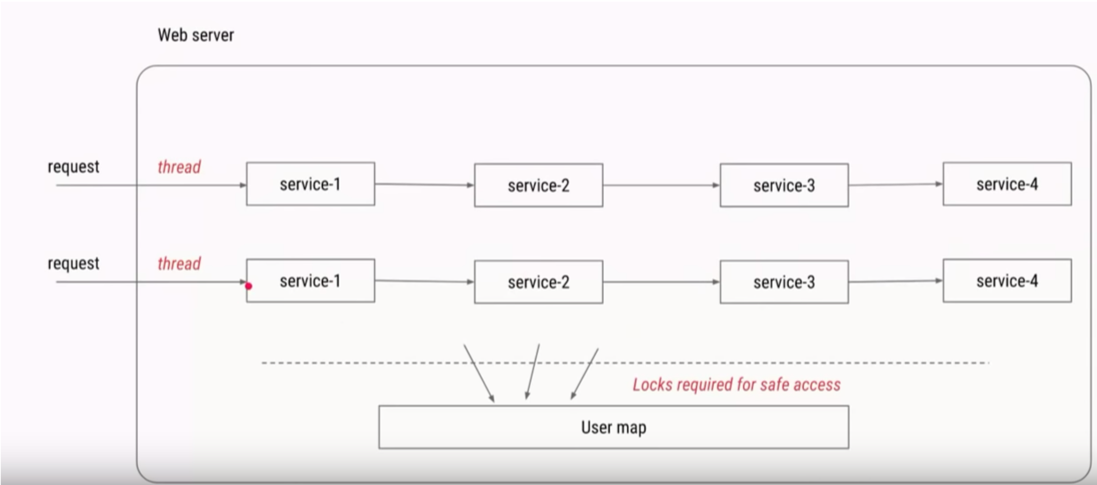 Web server
request
thread
service-1
service-2
service-3
service-4
request
thread
service-1
service-2
service-3
service-4
Locks required for safe access
User map